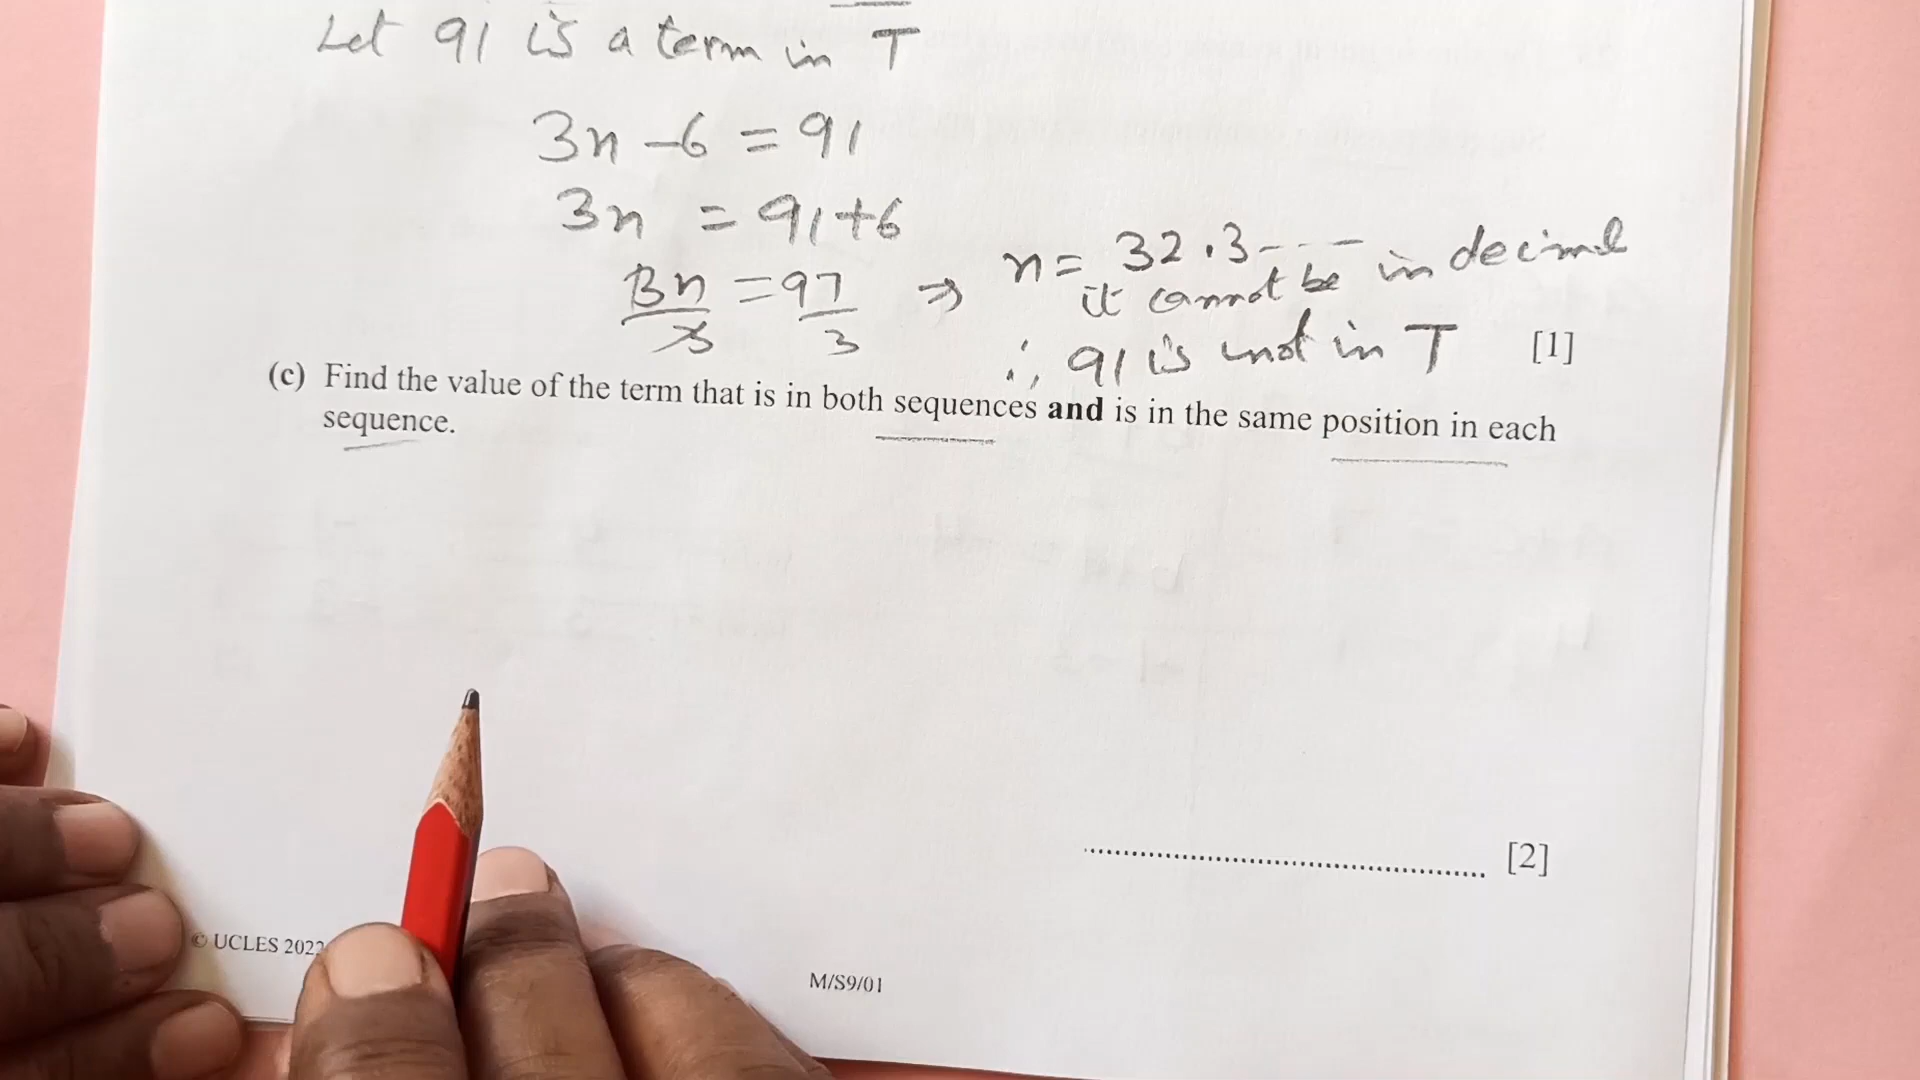 Let 91 is a term in T
3n - 6 = 91
3n = 91+6
3n/3 = 97/3 ⇒ n = 32.3---- in decimal
it cannot be
∴ 91 is not in T [1]
(c) Find the value of the term that is in both sequences and is in the same position in each
sequence.
[2]
© UCLES 2022
M/S9/01